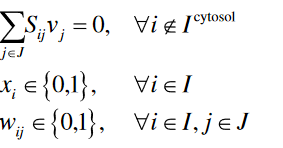 ∑_{j∈J} S_{ij}v_j = 0, ∀i ∉ I^{cytosol}
x_i ∈ {0,1}, ∀i ∈ I
w_{ij} ∈ {0,1}, ∀i ∈ I, j ∈ J